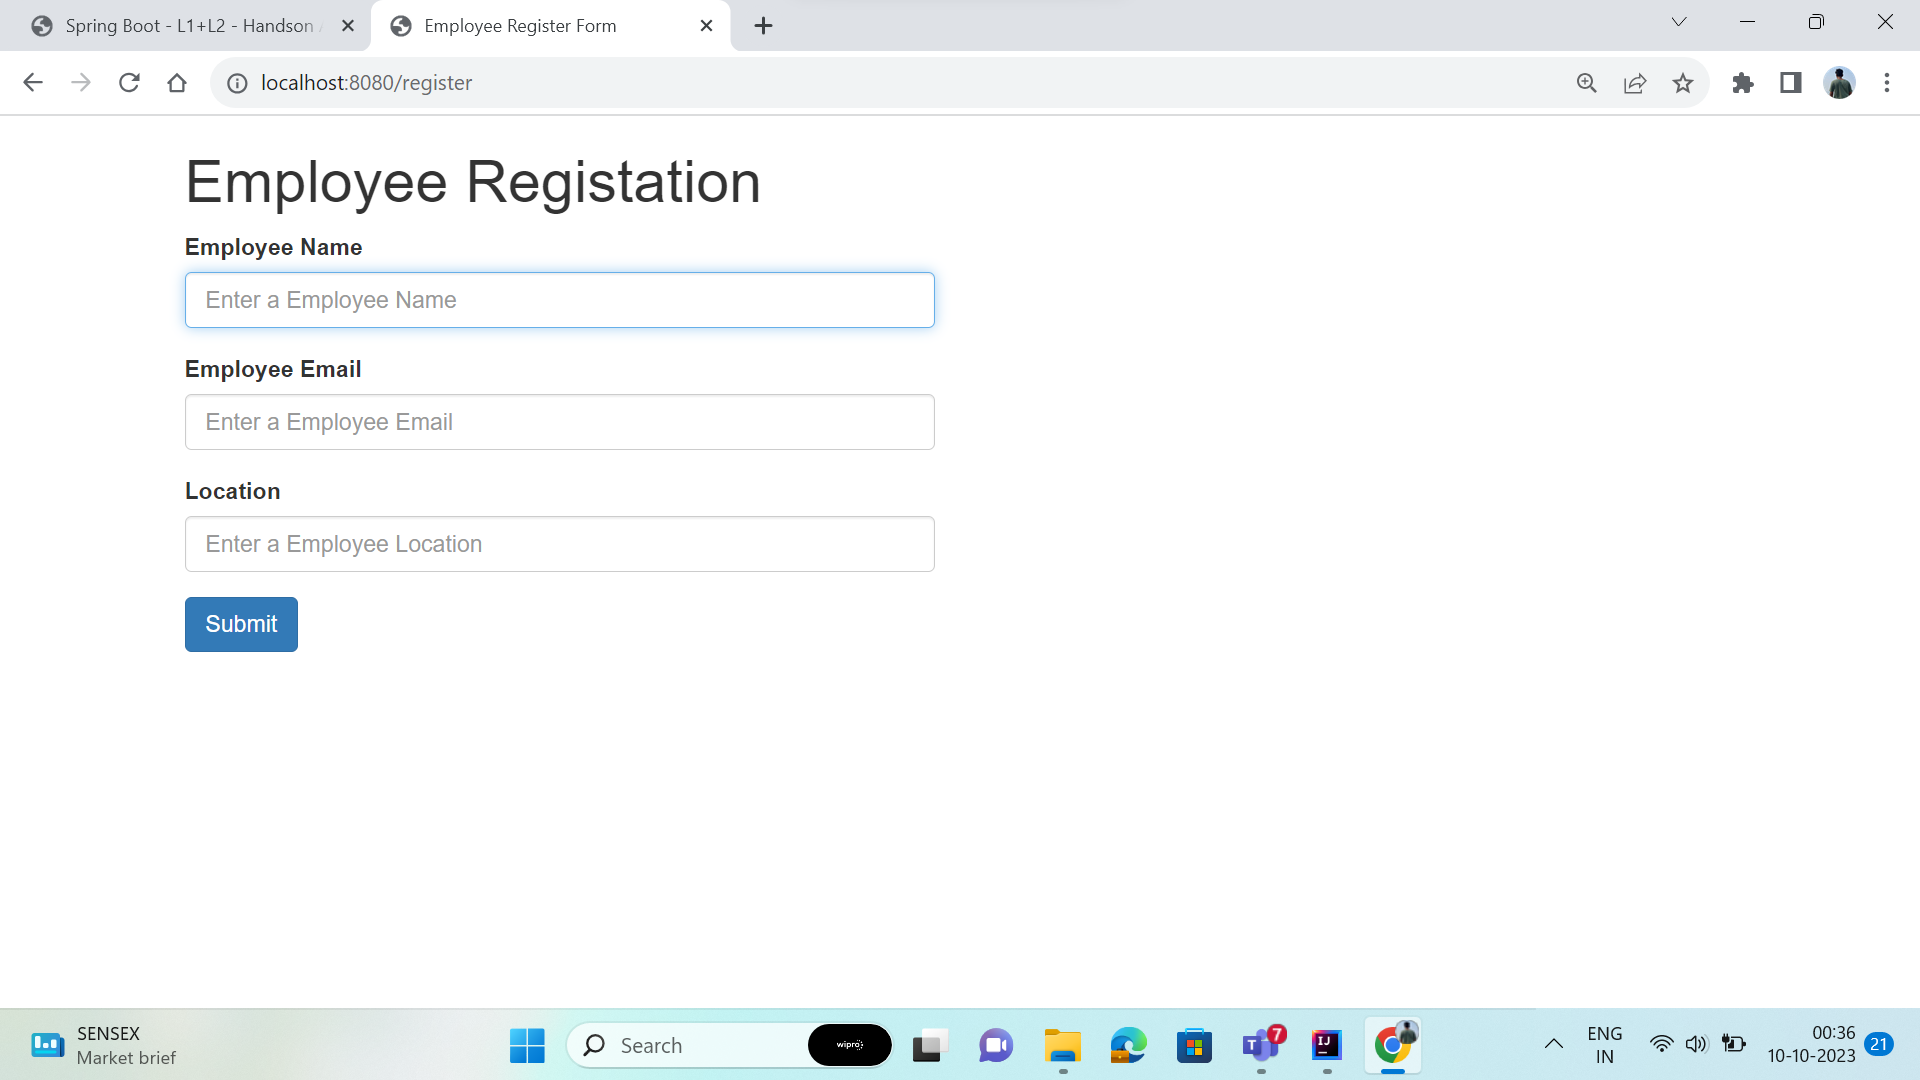 Spring Boot - L1+L2 - Handson
Employee Register Form
localhost:8080/register
Employee Registation
Employee Name
Enter a Employee Name
Employee Email
Enter a Employee Email
Location
Enter a Employee Location
Submit
SENSEX
Market brief
Search
wipro
T
7
IJ
ENG
IN
00:36
10-10-2023
21